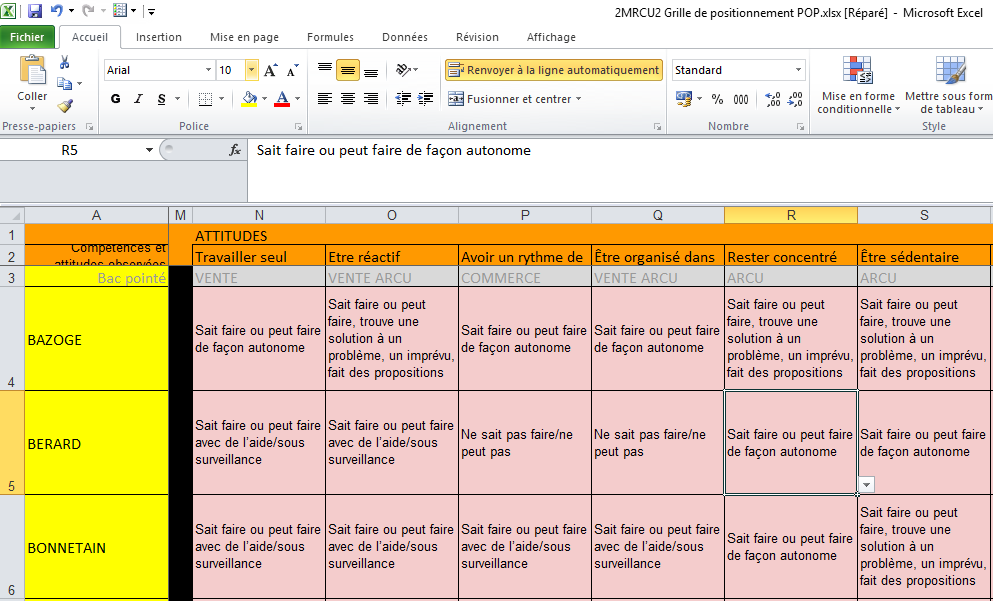 2MRCU2 Grille de positionnement POP.xlsx [Réparé] - Microsoft Excel
Fichier Accueil Insertion Mise en page Formules Données Révision Affichage
Coller
Arial 10 A A
G I S A
Renvoyer à la ligne automatiquement
Fusionner et centrer
Standard
% 000
Mise en forme
conditionnelle
Mettre sous form
de tableau
Presse-papiers Police Alignement Nombre Style
R5 fx Sait faire ou peut faire de façon autonome
A M N O P Q R S
1 ATTITUDES
Compétences et
attitudes observées
2 Travailler seul Etre réactif Avoir un rythme de Être organisé dans Rester concentré Être sédentaire
3 Bac pointé VENTE VENTE ARCU COMMERCE VENTE ARCU ARCU ARCU
4 BAZOGE
Sait faire ou peut faire
de façon autonome
Sait faire ou peut
faire, trouve une
solution à un
problème, un imprévu,
fait des propositions
Sait faire ou peut faire
de façon autonome
Sait faire ou peut faire
de façon autonome
Sait faire ou peut
faire, trouve une
solution à un
problème, un imprévu,
fait des propositions
Sait faire ou peut
faire, trouve une
solution à un
problème, un imprévu,
fait des propositions
5 BERARD
Sait faire ou peut faire
avec de l'aide/sous
surveillance
Sait faire ou peut faire
avec de l'aide/sous
surveillance
Ne sait pas faire/ne
peut pas
Ne sait pas faire/ne
peut pas
Sait faire ou peut faire
de façon autonome
Sait faire ou peut faire
de façon autonome
6 BONNETAIN
Sait faire ou peut faire
avec de l'aide/sous
surveillance
Sait faire ou peut faire
avec de l'aide/sous
surveillance
Sait faire ou peut faire
avec de l'aide/sous
surveillance
Sait faire ou peut faire
avec de l'aide/sous
surveillance
Sait faire ou peut faire
de façon autonome
Sait faire ou peut
faire, trouve une
solution à un
problème, un imprévu,
fait des propositions